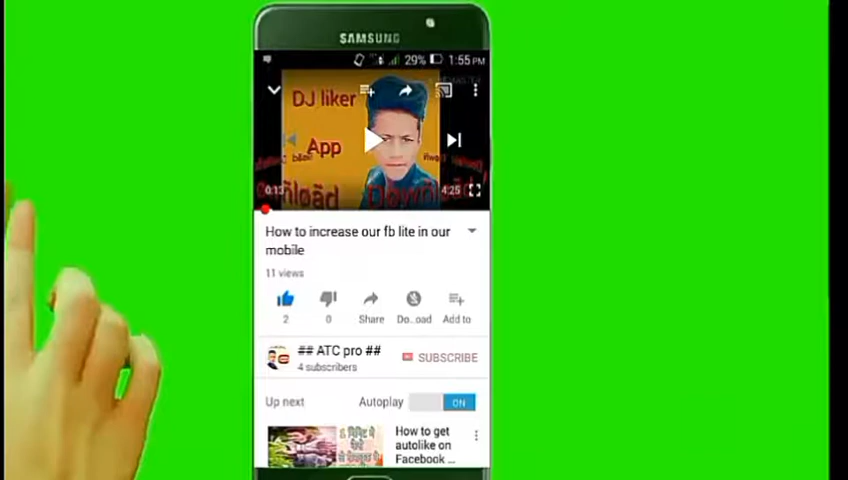 SAMSUNG
29% 1:55 PM
DJ liker
App
0:13
4:25
How to increase our fb lite in our
mobile
11 views
2
0
Share
Do...oad
Add to
## ATC pro ##
SUBSCRIBE
4 subscribers
Up next
Autoplay
ON
How to get
autolike on
Facebook ...